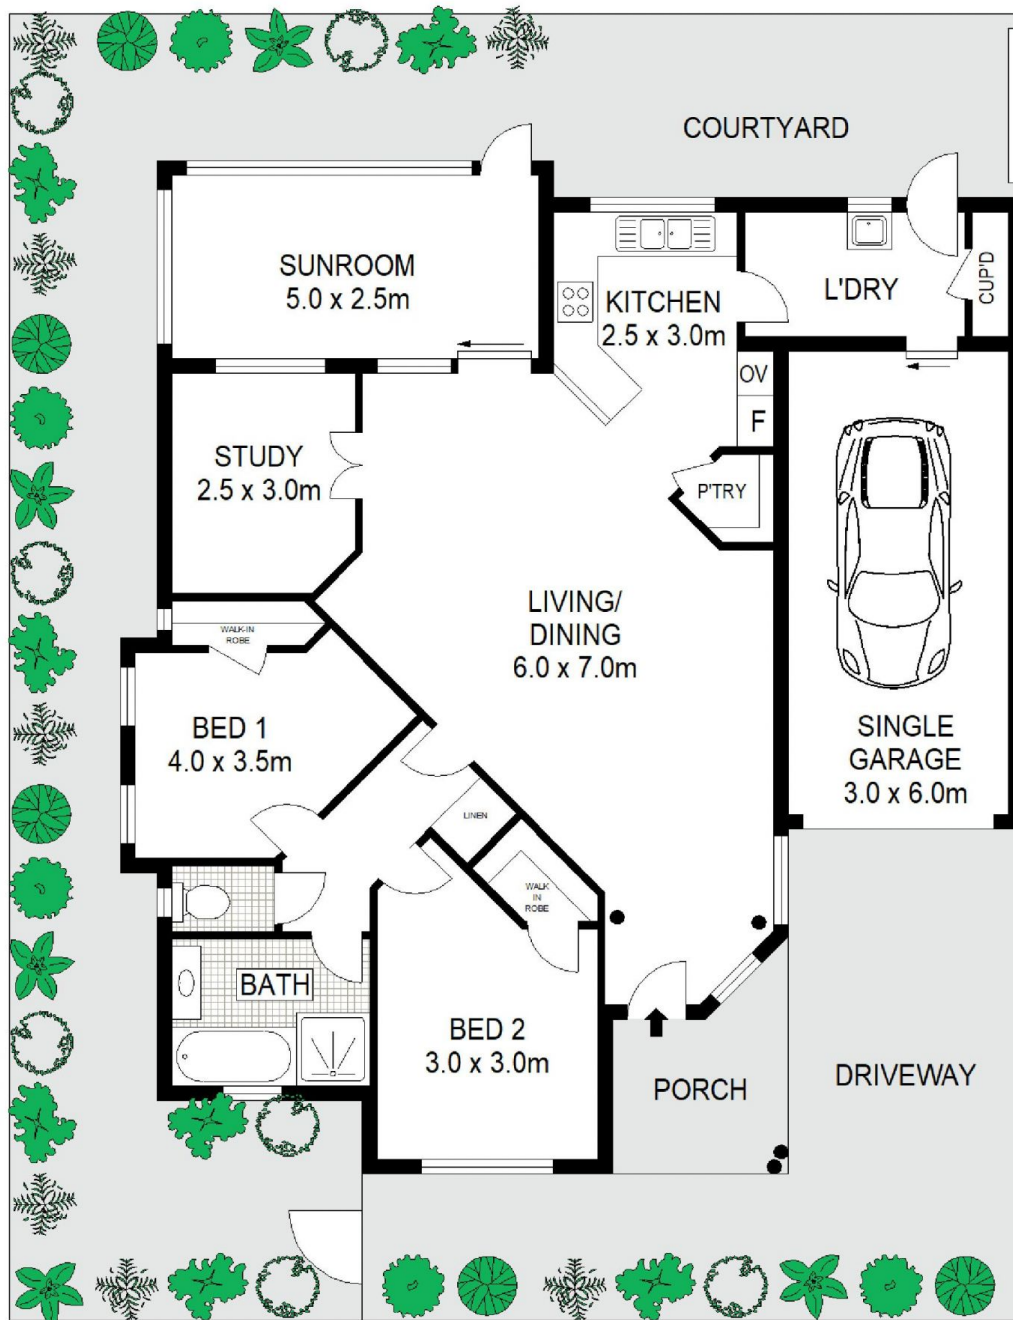 COURTYARD
SUNROOM
5.0 x 2.5m
KITCHEN
2.5 x 3.0m
L'DRY
CUP'D
OV
F
STUDY
2.5 x 3.0m
P'TRY
LIVING/
DINING
6.0 x 7.0m
WALK-IN
ROBE
BED 1
4.0 x 3.5m
SINGLE
GARAGE
3.0 x 6.0m
LINEN
WALK
IN
ROBE
BATH
BED 2
3.0 x 3.0m
PORCH
DRIVEWAY